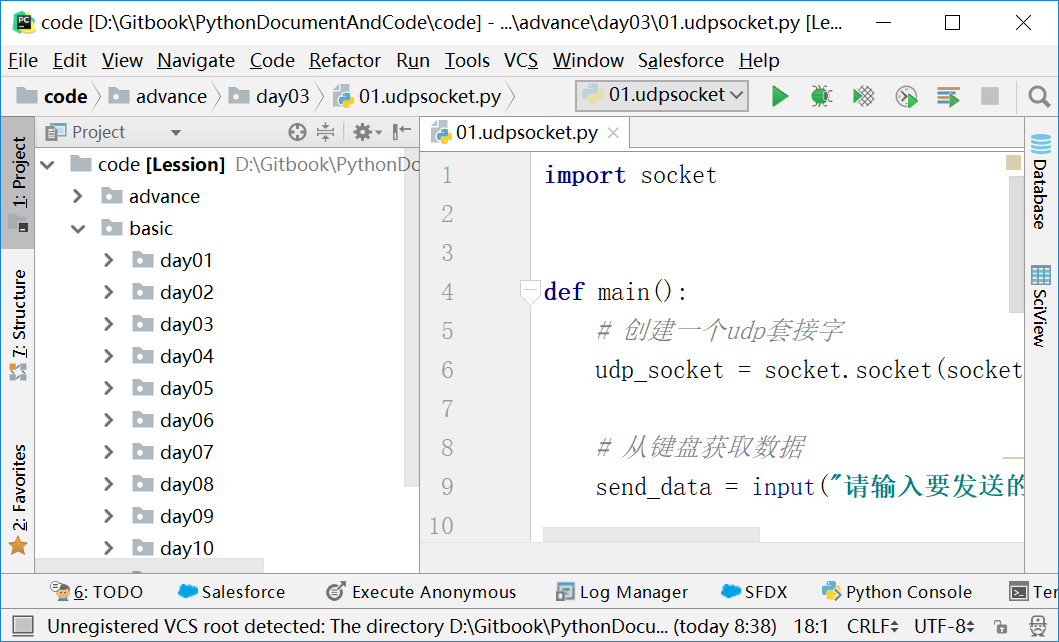 code [D:\Gitbook\PythonDocumentAndCode\code] - ...\advance\day03\01.udpsocket.py [Le...
File Edit View Navigate Code Refactor Run Tools VCS Window Salesforce Help
code advance day03 01.udpsocket.py 01.udpsocket
Project
01.udpsocket.py
1: Project
7: Structure
2: Favorites
code [Lession] D:\Gitbook\PythonDo
advance
basic
day01
day02
day03
day04
day05
day06
day07
day08
day09
day10
1 import socket
2
3
4 def main():
5 # 创建一个udp套接字
6 udp_socket = socket.socket(socket
7
8 # 从键盘获取数据
9 send_data = input("请输入要发送的
10
Database
SciView
6: TODO Salesforce Execute Anonymous Log Manager SFDX Python Console Ter
Unregistered VCS root detected: The directory D:\Gitbook\PythonDocu... (today 8:38) 18:1 CRLF UTF-8